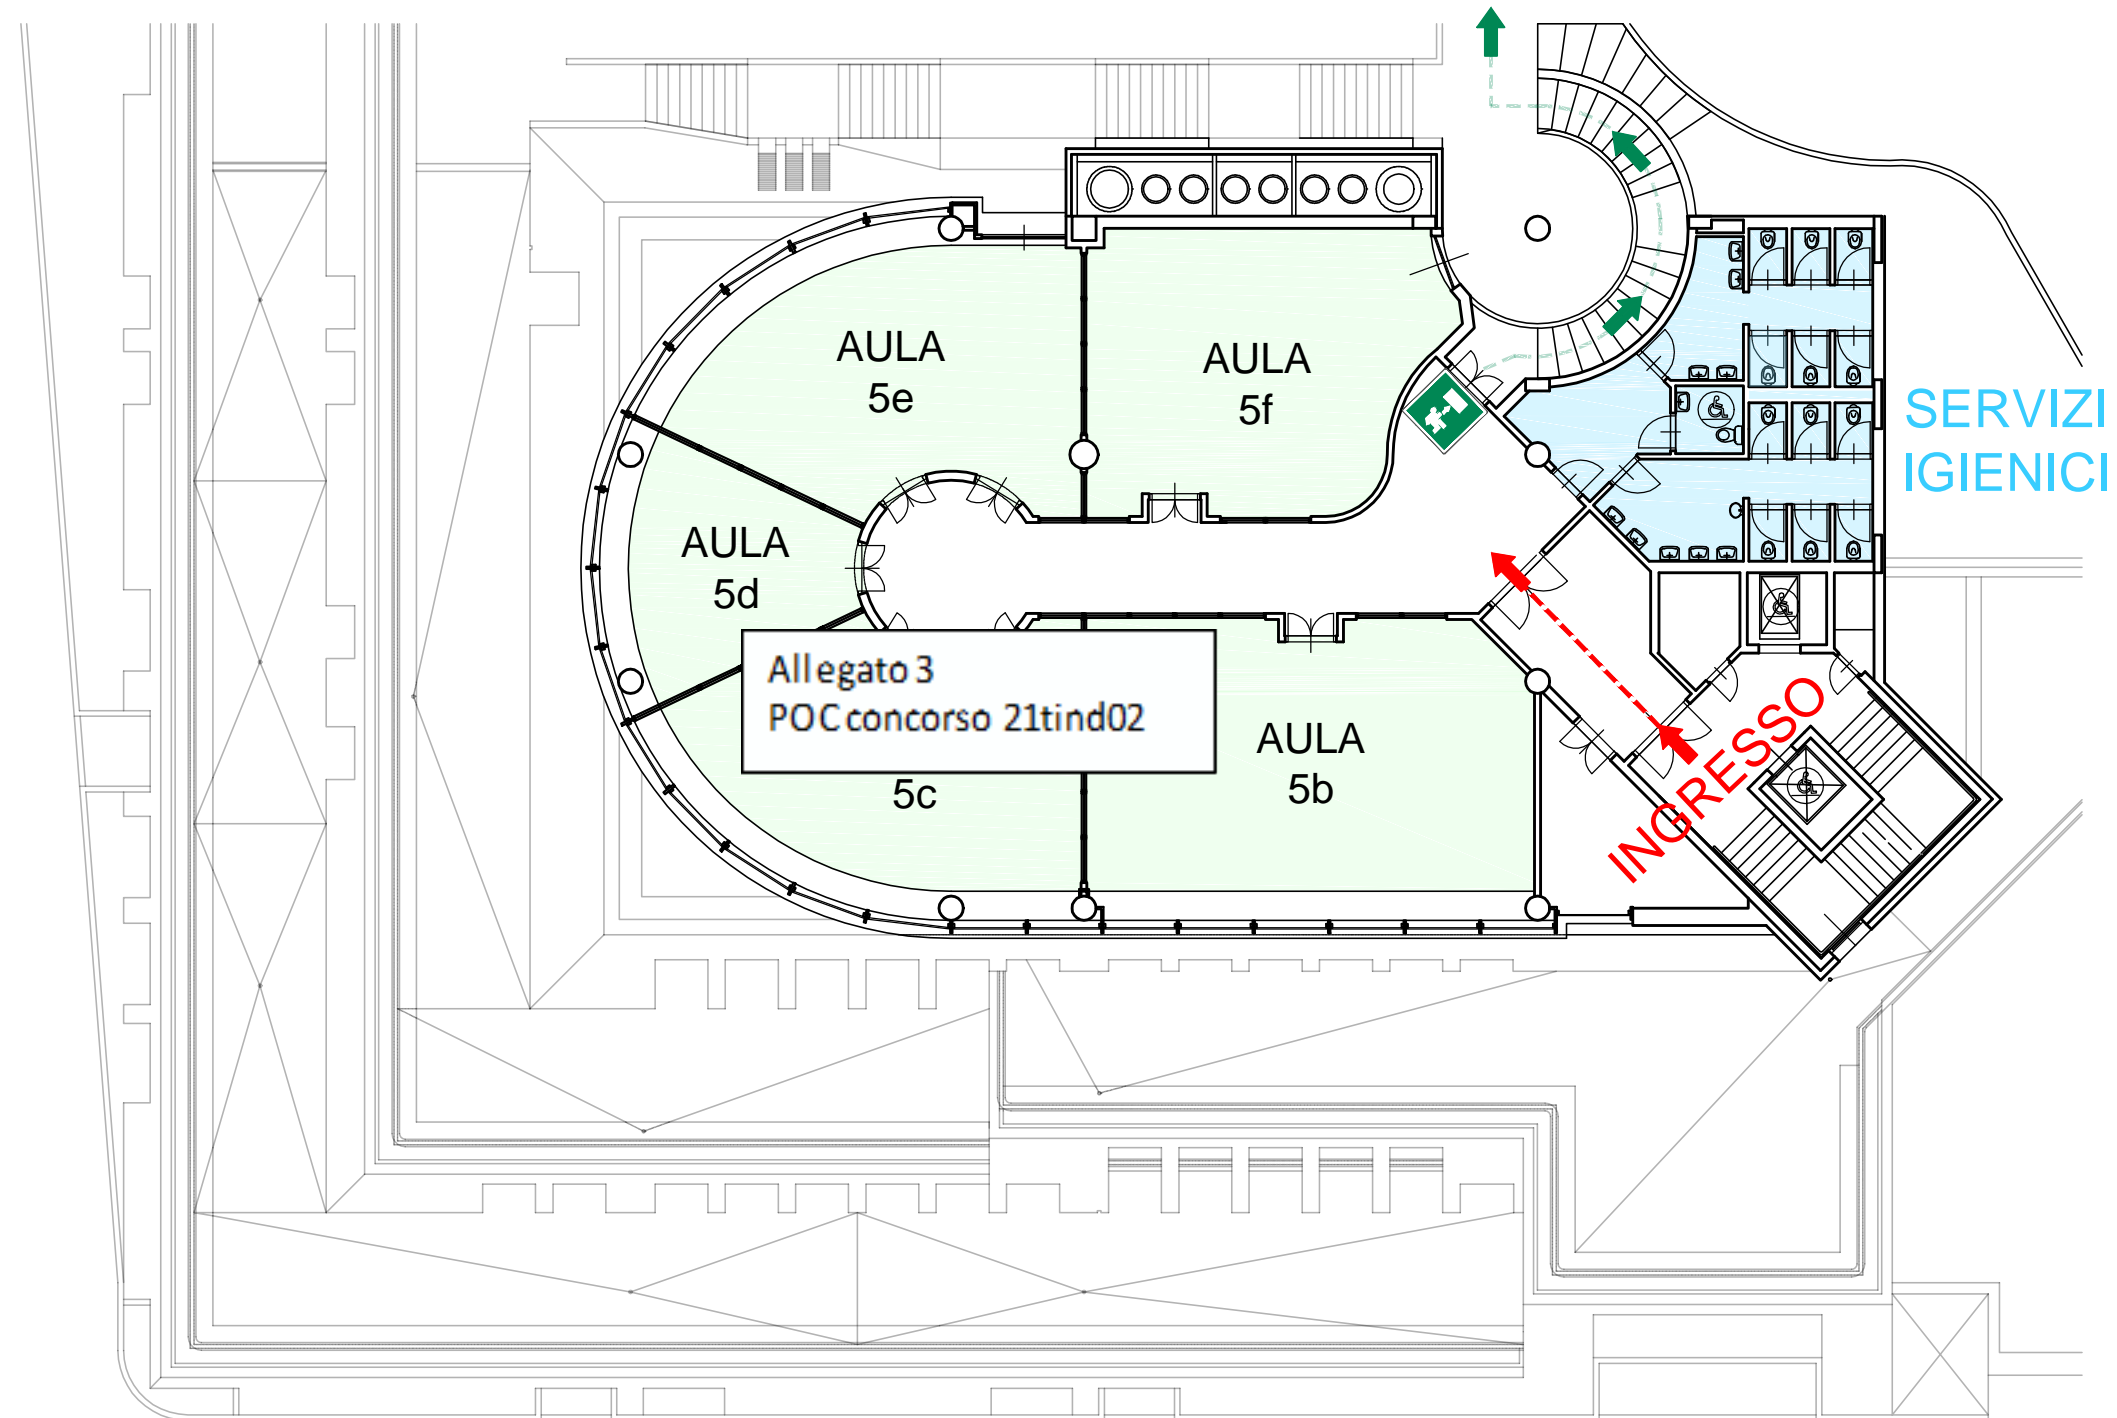 AULA
5e
AULA
5f
SERVIZI
IGIENICI
AULA
5d
Allegato 3
POC concorso 21tind02
5c
AULA
5b
INGRESSO